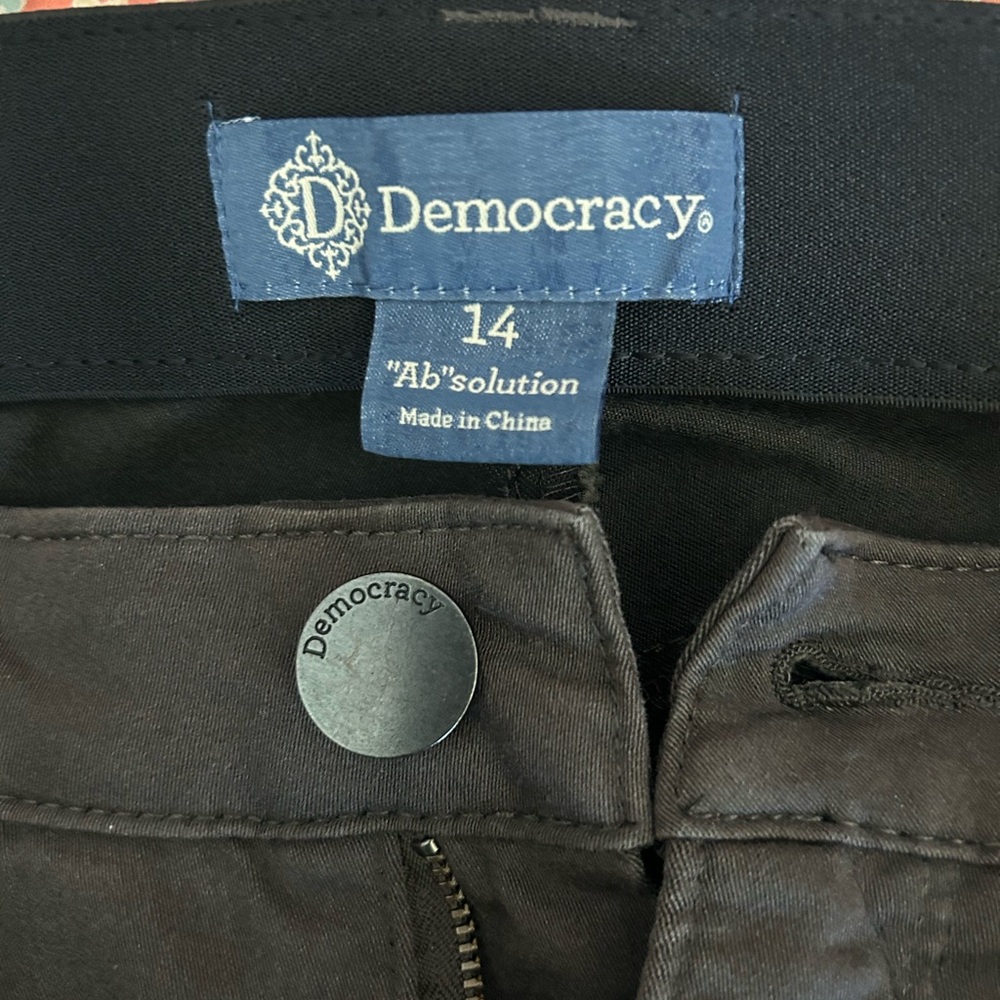 D Democracy®
14
"Ab"solution
Made in China
Democracy